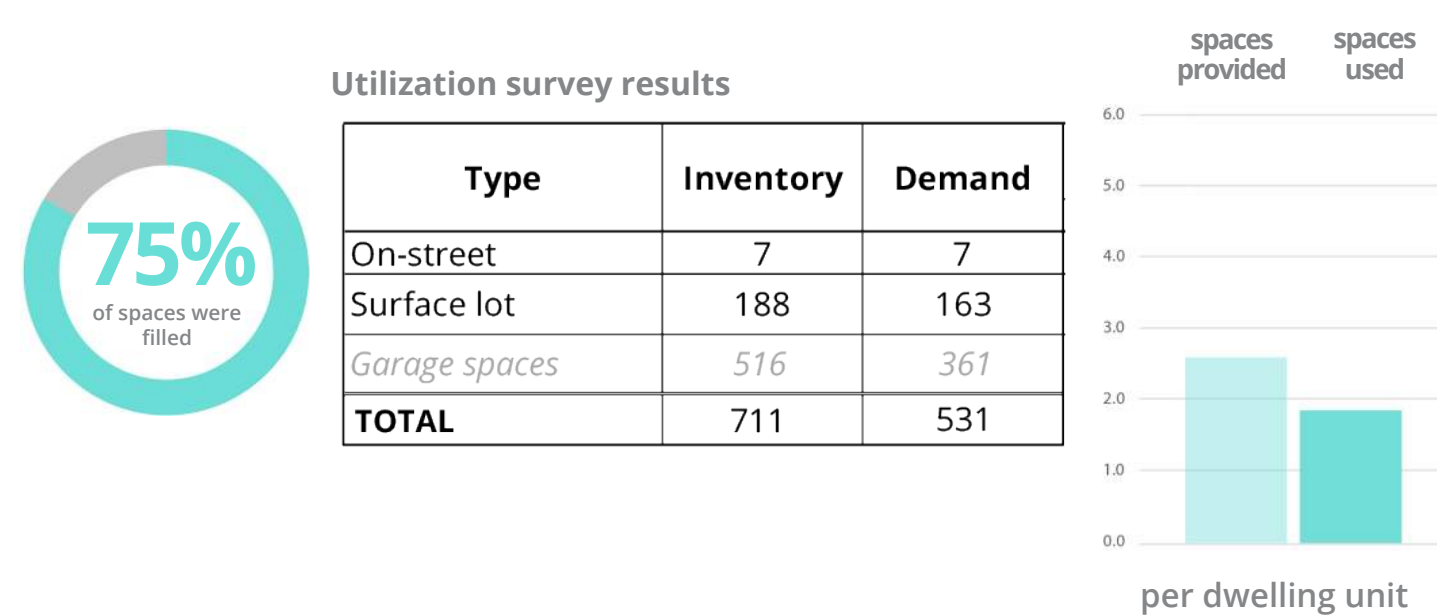 75%
of spaces were
filled
Utilization survey results
Type Inventory Demand
On-street 7 7
Surface lot 188 163
Garage spaces 516 361
TOTAL 711 531
spaces provided spaces used
6.0
5.0
4.0
3.0
2.0
1.0
0.0
per dwelling unit